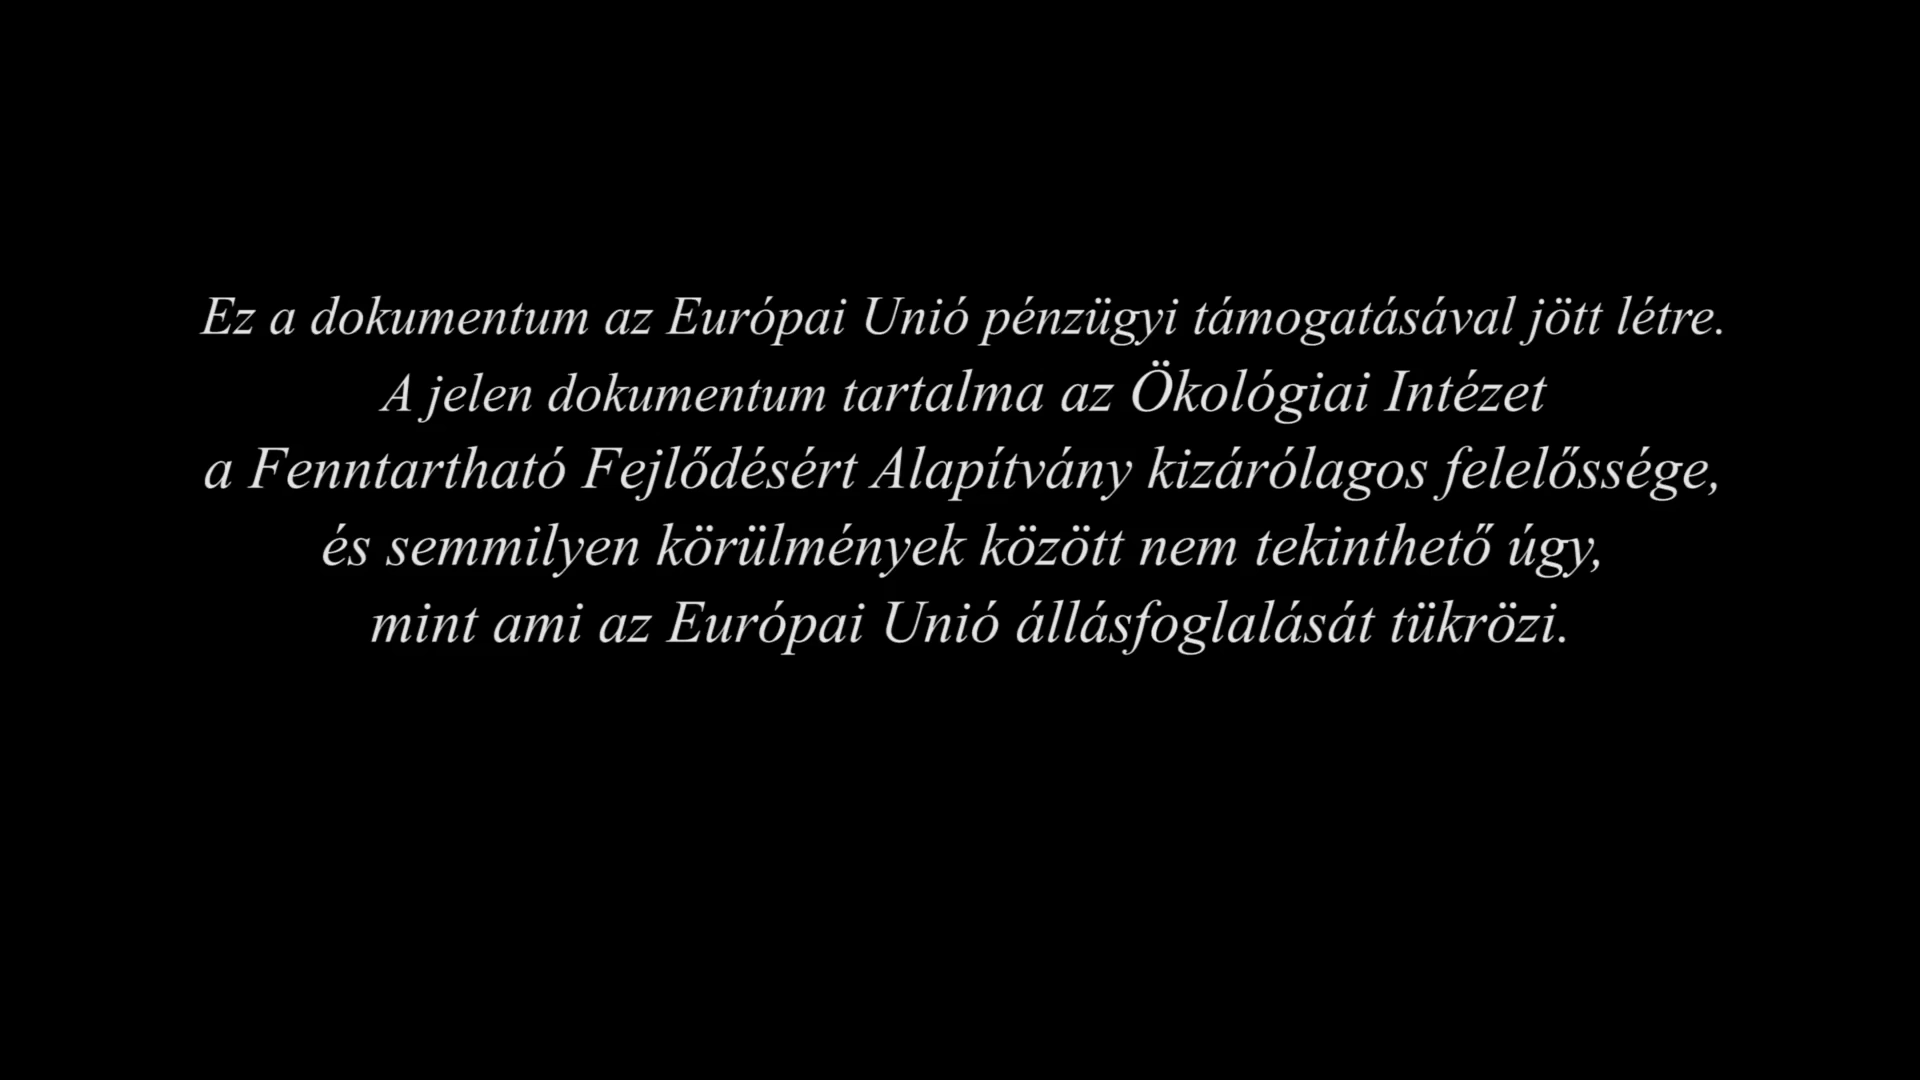 Ez a dokumentum az Európai Unió pénzügyi támogatásával jött létre.
A jelen dokumentum tartalma az Ökológiai Intézet
a Fenntartható Fejlődésért Alapítvány kizárólagos felelőssége,
és semmilyen körülmények között nem tekinthető úgy,
mint ami az Európai Unió állásfoglalását tükrözi.